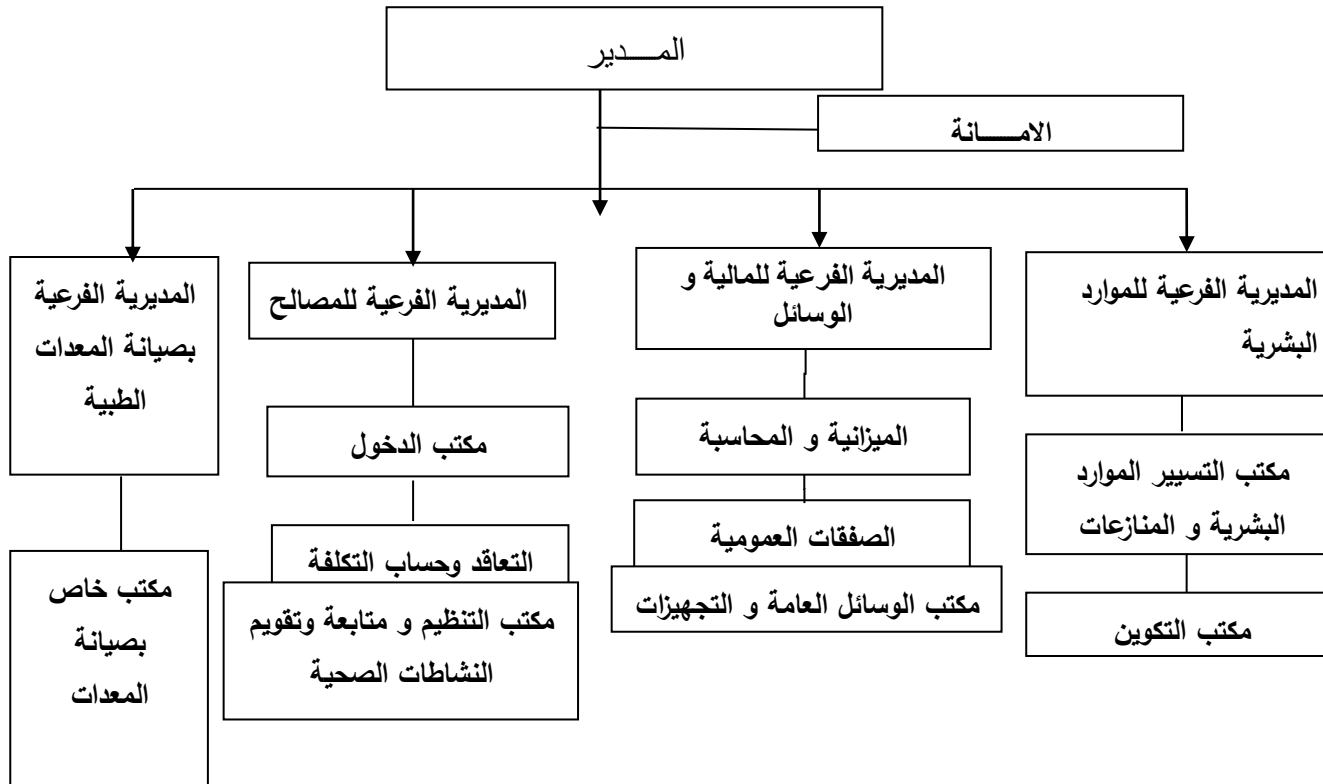 المـــدير
الامـــانة
المديرية الفرعية للموارد
البشرية
المديرية الفرعية للمالية و
الوسائل
المديرية الفرعية للمصالح
المديرية الفرعية
بصيانة المعدات
الطبية
مكتب التسيير الموارد
البشرية و المنازعات
مكتب التكوين
الميزانية و المحاسبة
الصفقات العمومية
مكتب الوسائل العامة و التجهيزات
مكتب الدخول
التعاقد وحساب التكلفة
مكتب التنظيم و متابعة وتقويم
النشاطات الصحية
مكتب خاص
بصيانة
المعدات